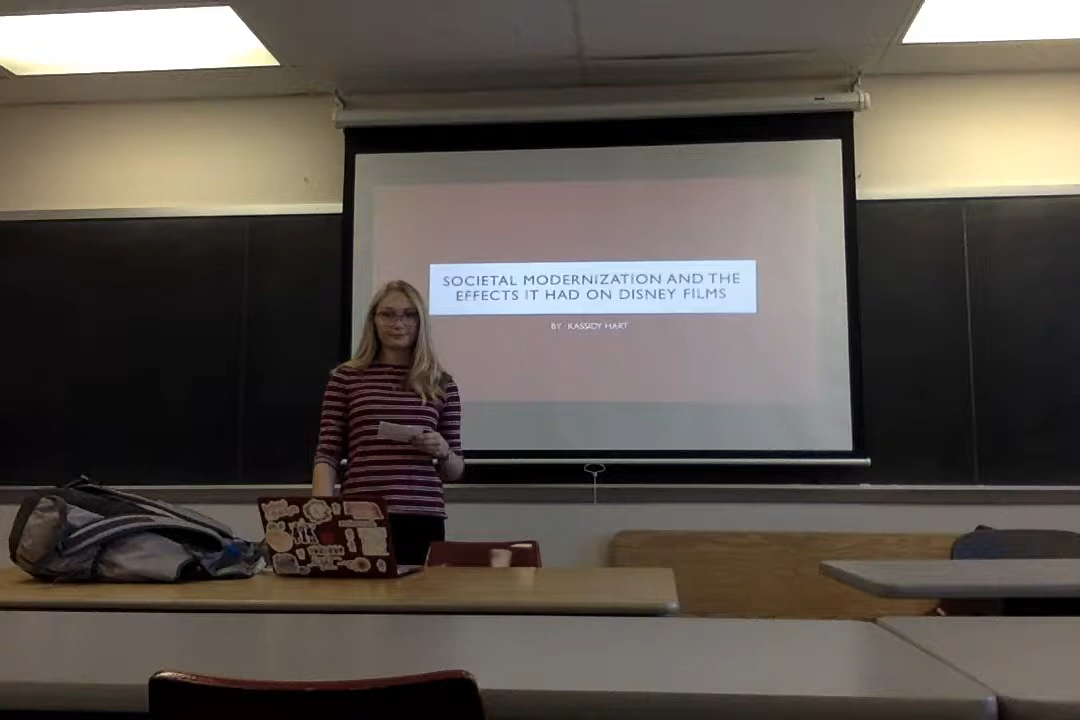 SOCIETAL MODERNIZATION AND THE
EFFECTS IT HAD ON DISNEY FILMS
BY: KASSIDY HART